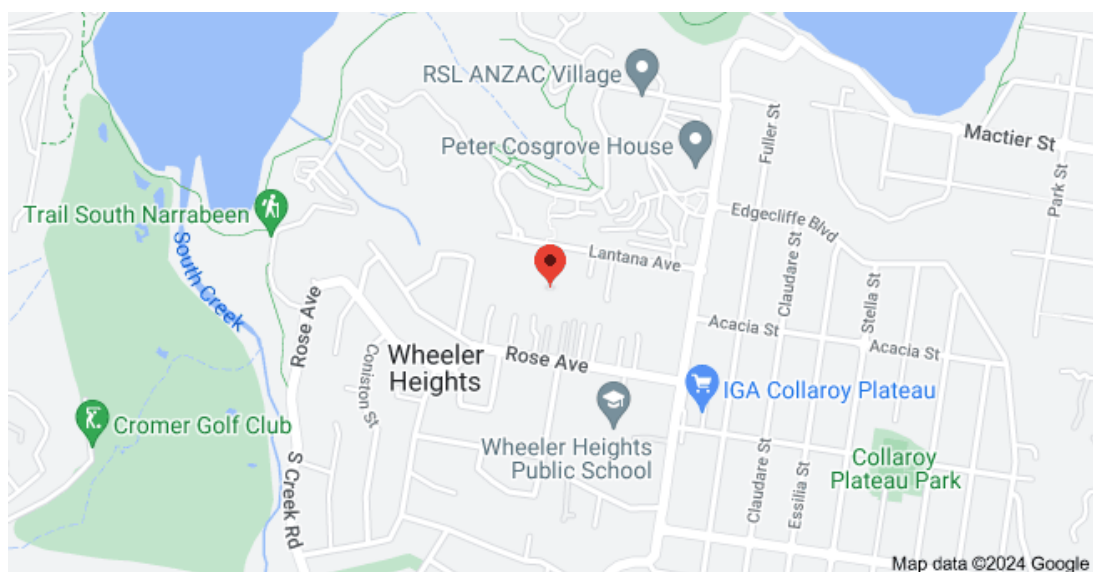 RSL ANZAC Village
Peter Cosgrove House
Fuller St
Mactier St
Park St
Trail South Narrabeen
Edgecliffe Blvd
Lantana Ave
South Creek
Claudare St
Stella St
Rose Ave
Acacia St
Acacia St
Wheeler
Heights
Rose Ave
Coniston St
IGA Collaroy Plateau
Cromer Golf Club
Wheeler Heights
Public School
S Creek Rd
Claudare St
Essilia St
Collaroy
Plateau Park
Map data ©2024 Google